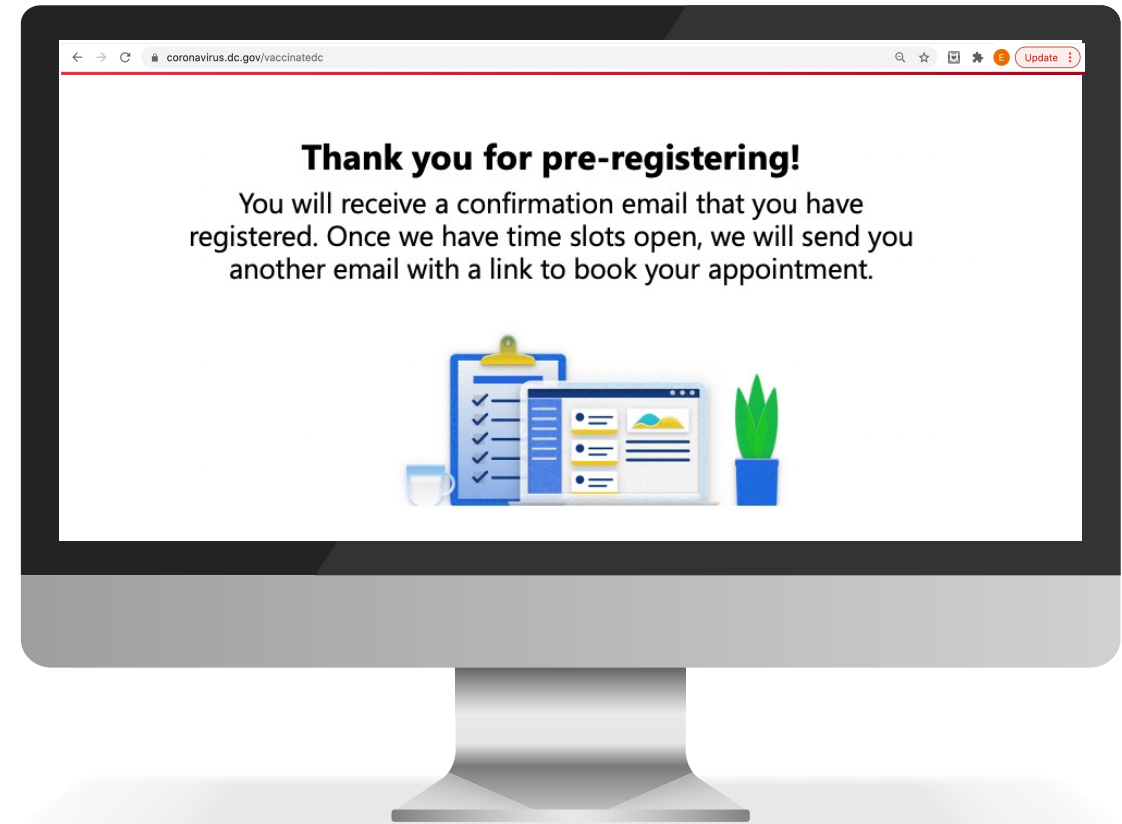 coronavirus.dc.gov/vaccinatedc
E
Update
Thank you for pre-registering!
You will receive a confirmation email that you have
registered. Once we have time slots open, we will send you
another email with a link to book your appointment.